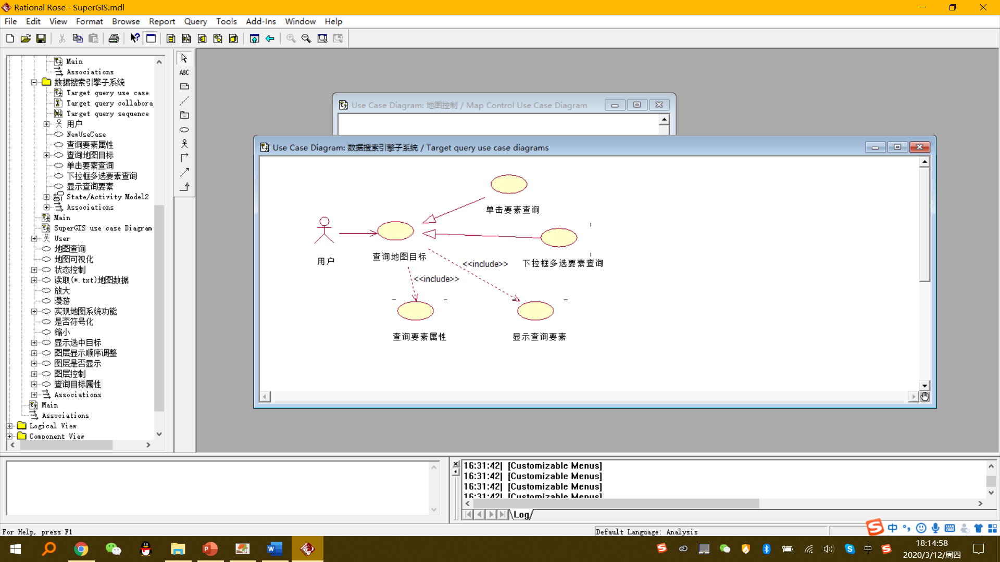 Rational Rose - SuperGIS.mdl
File Edit View Format Browse Report Query Tools Add-Ins Window Help
Main
Associations
数据搜索引擎子系统
Target query use case
Target query collabora
Target query sequence
用户
NewUseCase
查询要素属性
查询地图目标
单击要素查询
下拉框多选要素查询
显示查询要素
State/Activity Model2
Associations
Main
SuperGIS use case Diagram
User
地图查询
地图可视化
状态控制
读取(*.txt)地图数据
放大
漫游
实现地图系统功能
是否符号化
缩小
显示选中目标
图层显示顺序调整
图层是否显示
图层控制
查询目标属性
Associations
Main
Associations
Logical View
Component View
ABC
Use Case Diagram: 地图控制 / Map Control Use Case Diagram
Use Case Diagram: 数据搜索引擎子系统 / Target query use case diagrams
单击要素查询
用户
查询地图目标
<<include>>
下拉框多选要素查询
<<include>>
查询要素属性
显示查询要素
16:31:42| [Customizable Menus]
16:31:42| [Customizable Menus]
16:31:42| [Customizable Menus]
16:31:42| [Customizable Menus]
Log
For Help, press F1
Default Language: Analysis
中
中
18:14:58
2020/3/12/周四